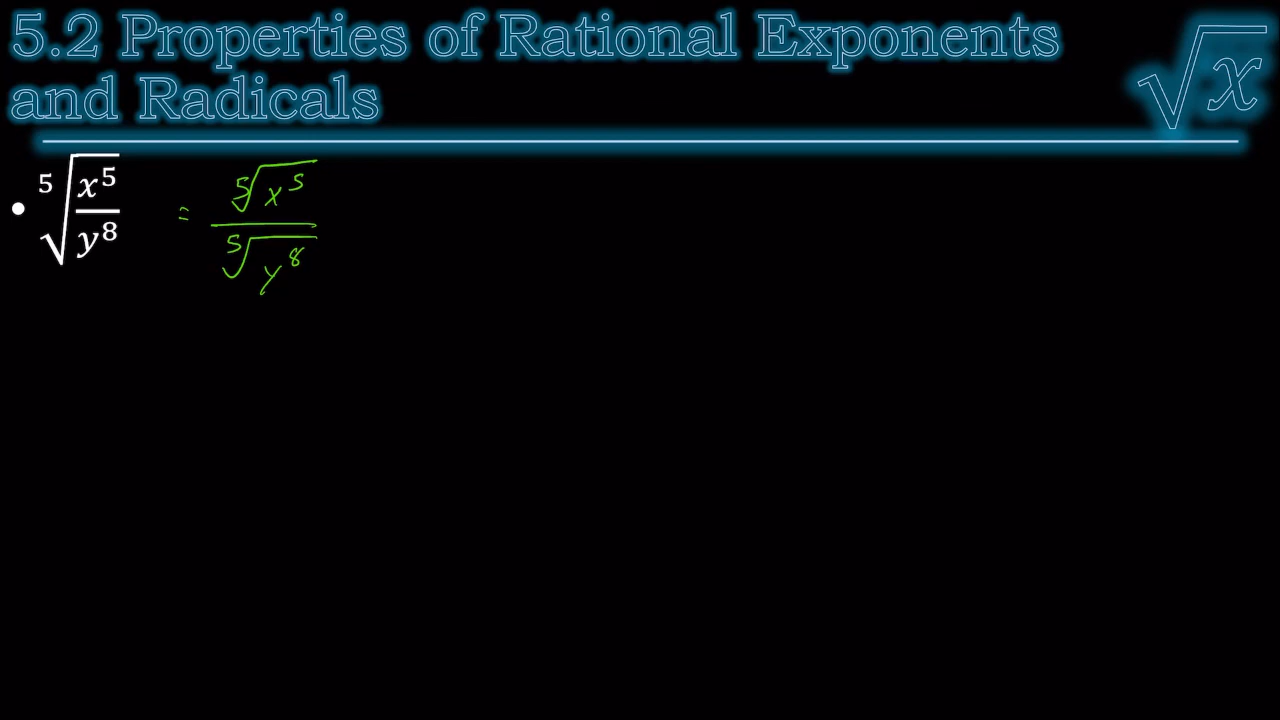 5.2 Properties of Rational Exponents
and Radicals
√x
• ⁵√(x⁵/y⁸) = ⁵√x⁵ / ⁵√y⁸